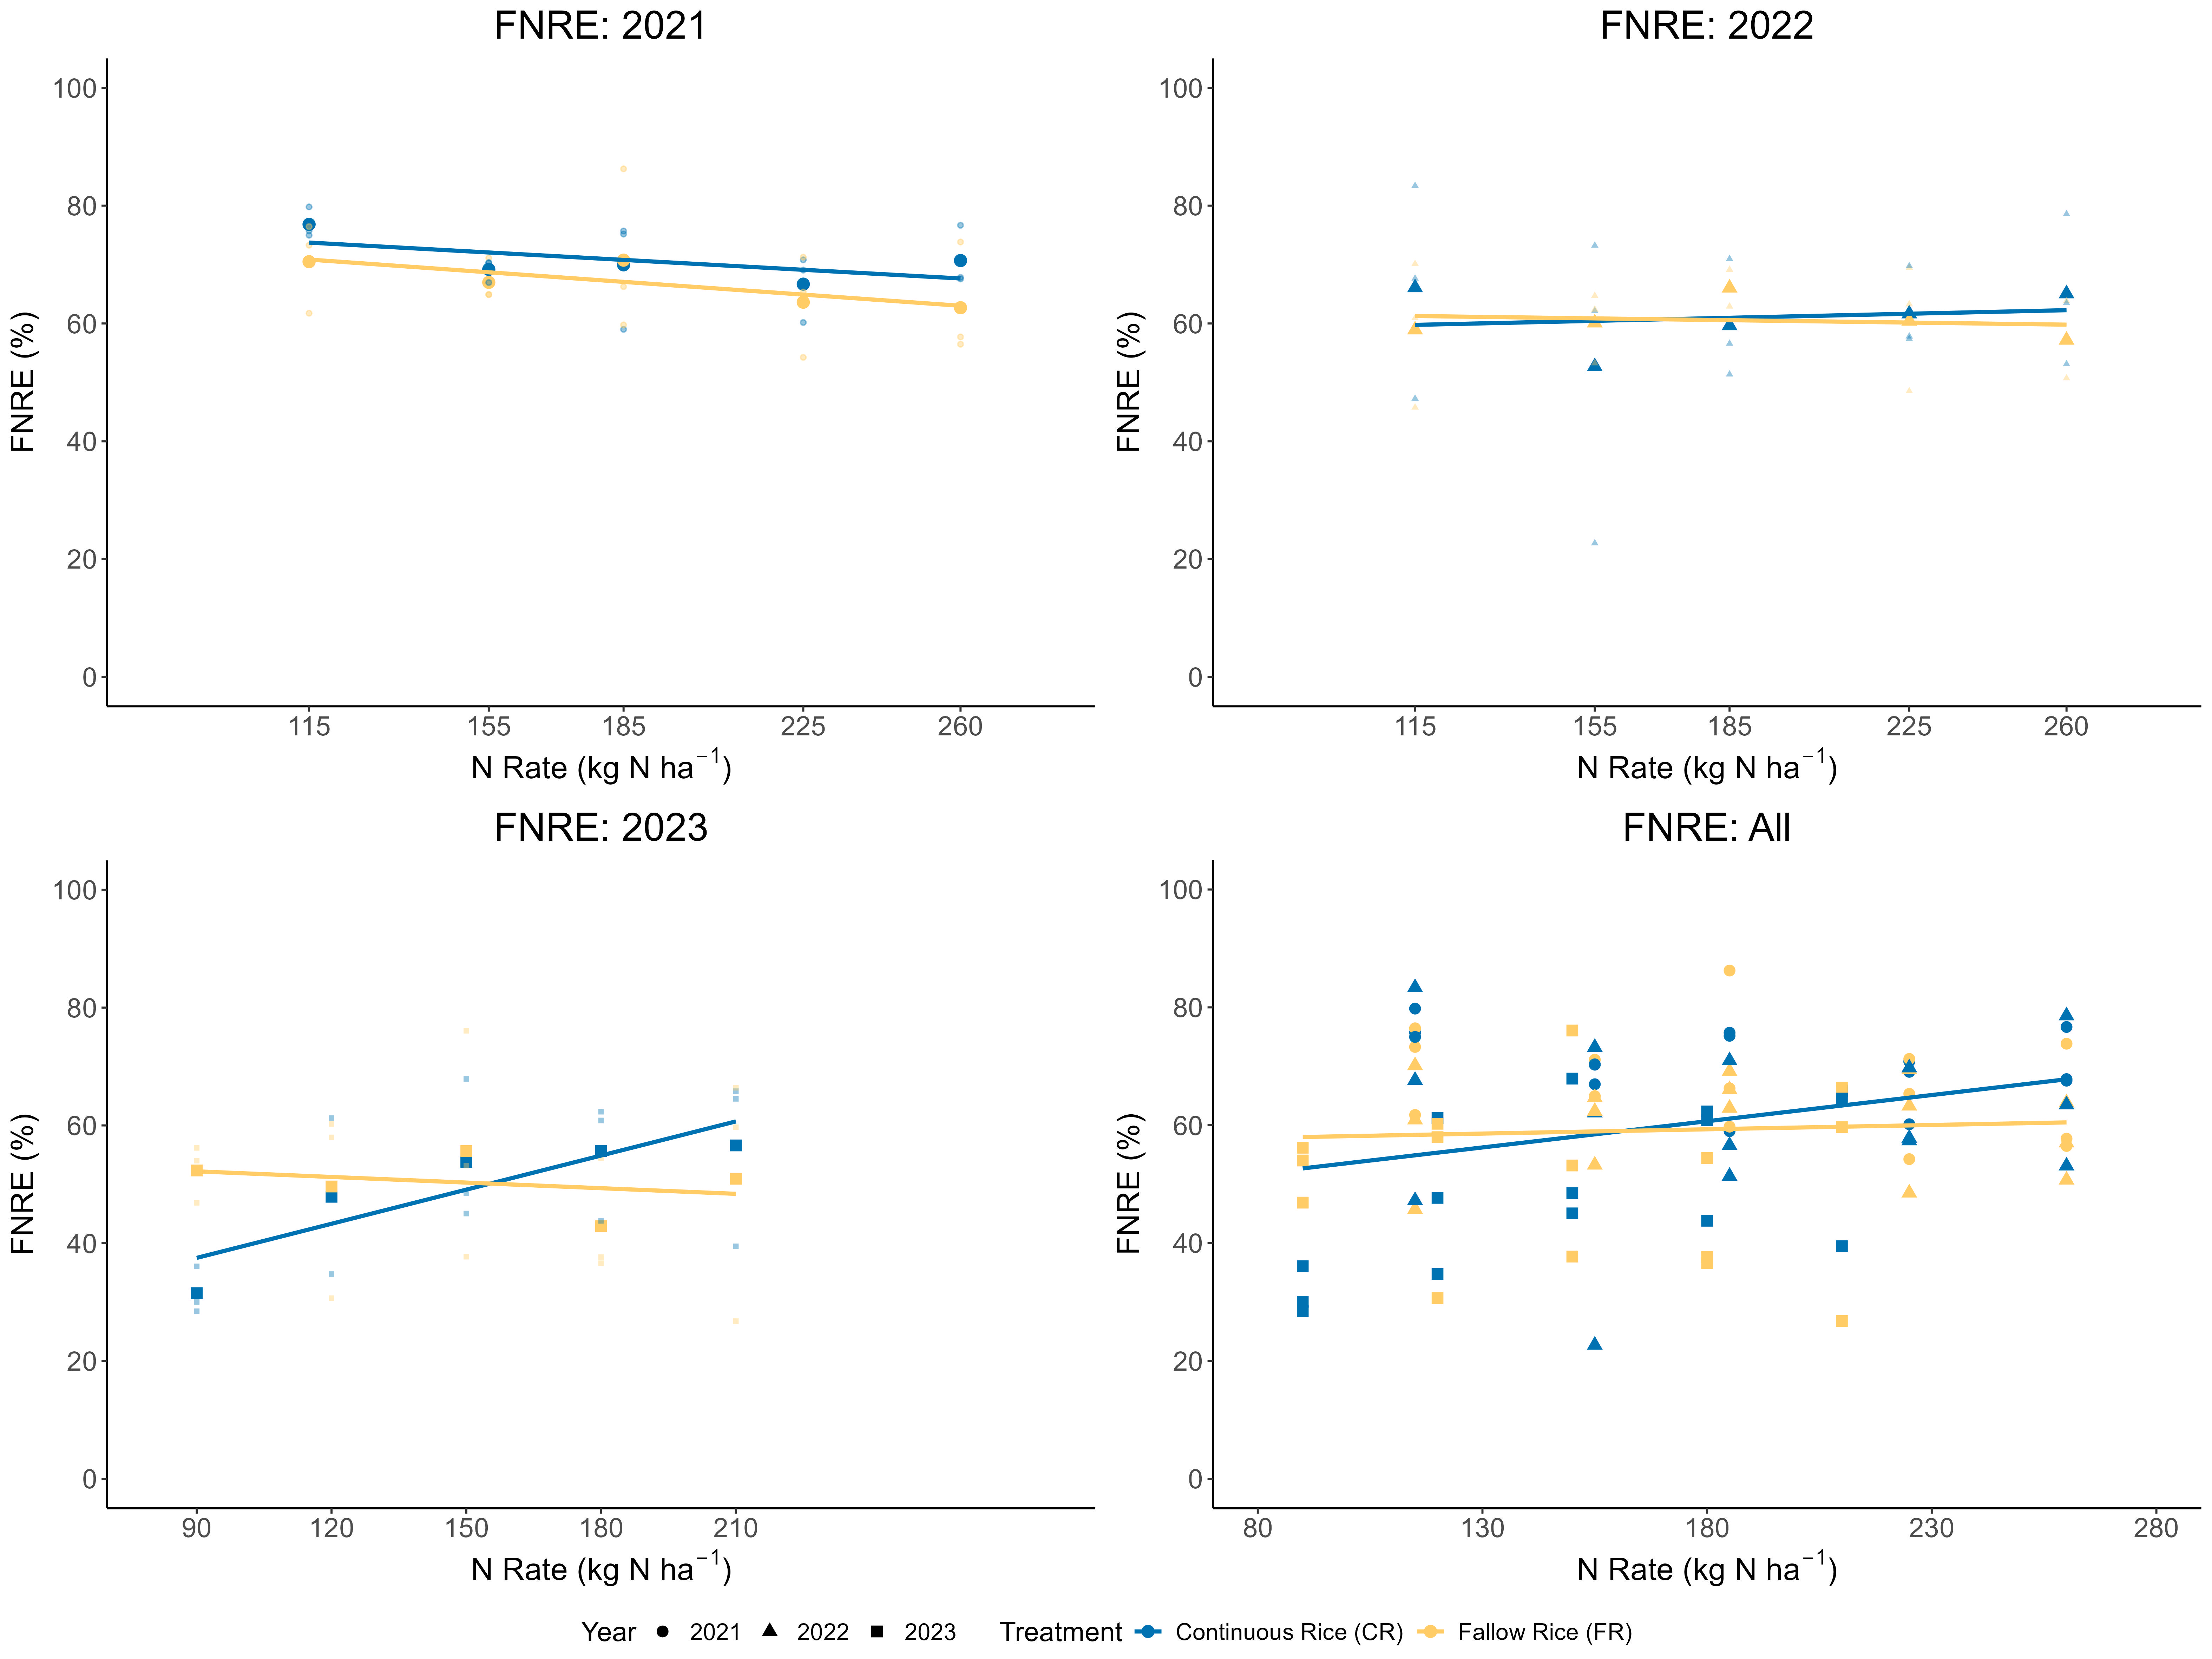 FNRE: 2021
FNRE (%)
100
80
60
40
20
0
115 155 185 225 260
N Rate (kg N ha⁻¹)
FNRE: 2022
FNRE (%)
100
80
60
40
20
0
115 155 185 225 260
N Rate (kg N ha⁻¹)
FNRE: 2023
FNRE (%)
100
80
60
40
20
0
90 120 150 180 210
N Rate (kg N ha⁻¹)
FNRE: All
FNRE (%)
100
80
60
40
20
0
80 130 180 230 280
N Rate (kg N ha⁻¹)
Year 2021 2022 2023 Treatment Continuous Rice (CR) Fallow Rice (FR)